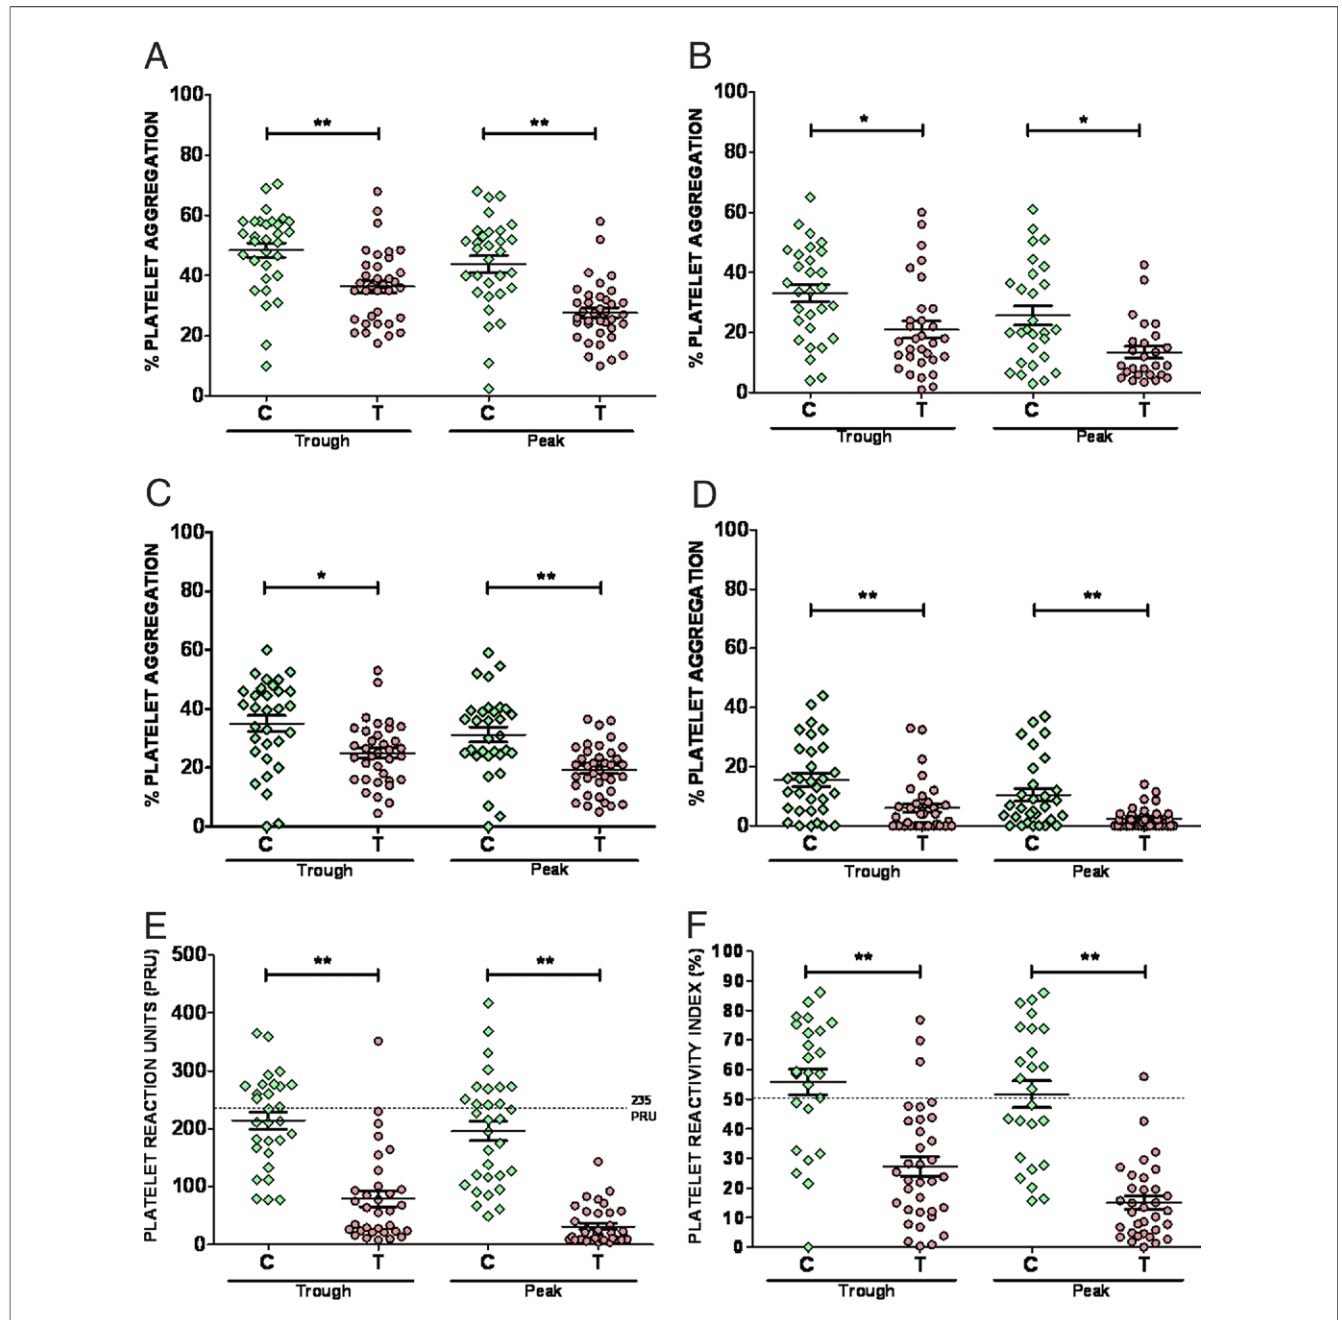 A
% PLATELET AGGREGATION
100
80
60
40
20
0
** **
C T C T
Trough Peak
B
% PLATELET AGGREGATION
100
80
60
40
20
0
* *
C T C T
Trough Peak
C
% PLATELET AGGREGATION
100
80
60
40
20
0
* **
C T C T
Trough Peak
D
% PLATELET AGGREGATION
100
80
60
40
20
0
** **
C T C T
Trough Peak
E
PLATELET REACTION UNITS (PRU)
500
400
300
200
100
0
** **
235
PRU
C T C T
Trough Peak
F
PLATELET REACTIVITY INDEX (%)
100
90
80
70
60
50
40
30
20
10
0
** **
C T C T
Trough Peak